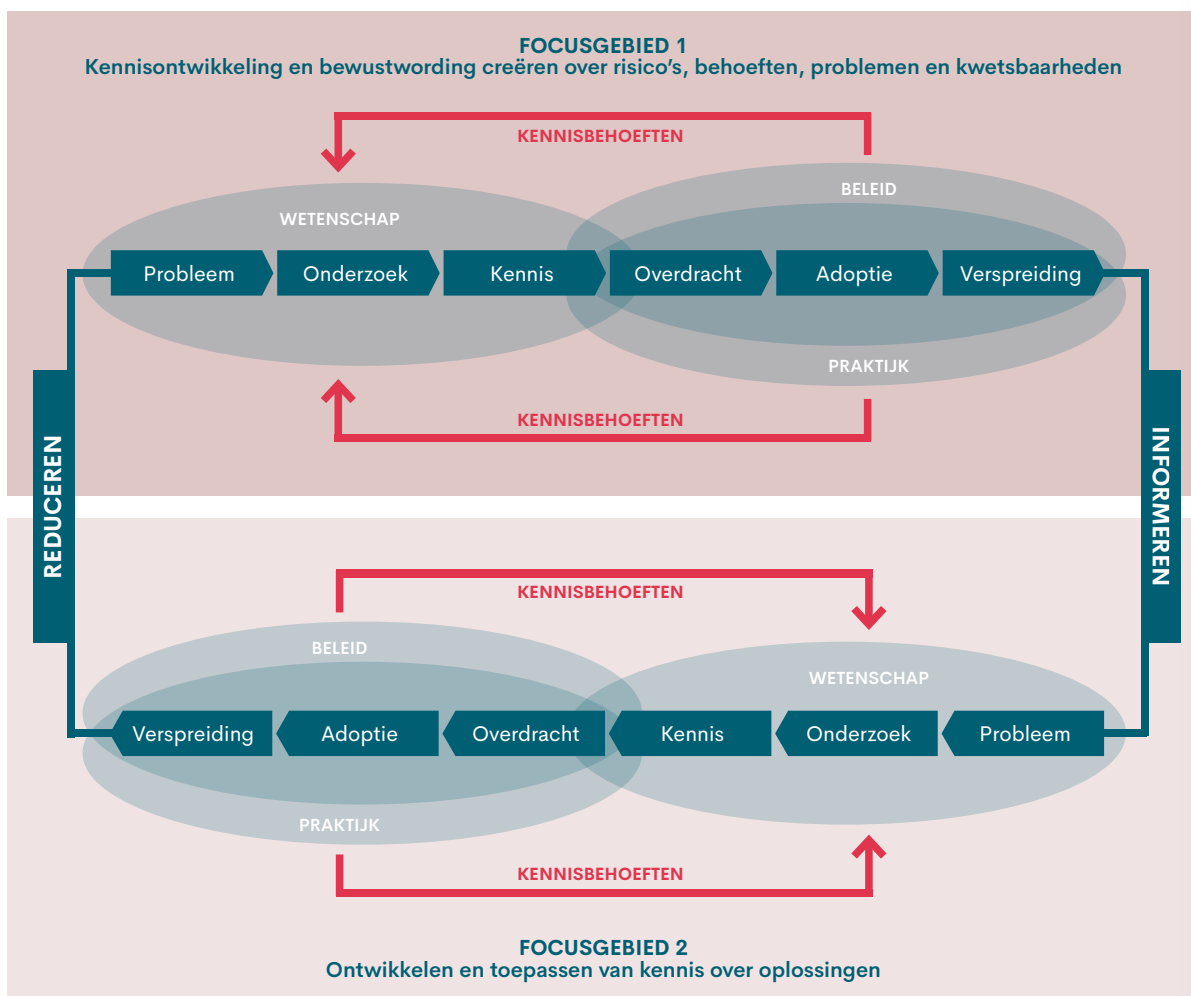 FOCUSGEBIED 1
Kennisontwikkeling en bewustwording creëren over risico’s, behoeften, problemen en kwetsbaarheden
KENNISBEHOEFTEN
BELEID
WETENSCHAP
Probleem
Onderzoek
Kennis
Overdracht
Adoptie
Verspreiding
PRAKTIJK
KENNISBEHOEFTEN
REDUCEREN
INFORMEREN
KENNISBEHOEFTEN
BELEID
WETENSCHAP
Verspreiding
Adoptie
Overdracht
Kennis
Onderzoek
Probleem
PRAKTIJK
KENNISBEHOEFTEN
FOCUSGEBIED 2
Ontwikkelen en toepassen van kennis over oplossingen